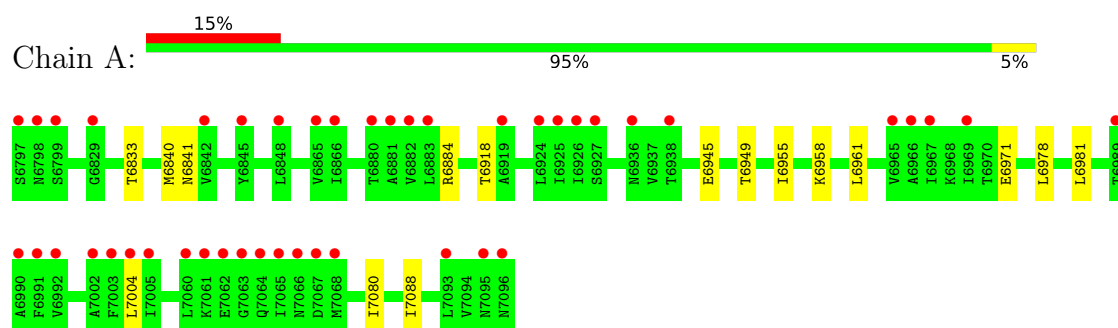 15%
Chain A:
95%
5%
S6797 N6798 S6799 G6829 T6833 M6840 N6841 V6842 Y6845 L6848 V6865 I6866 T6880 A6881 V6882 L6883 R6884 T6918 A6919 L6924 I6925 I6926 S6927 N6936 V6937 T6938 E6945 T6949 I6955 K6958 L6961 V6965 A6966 I6967 K6968 I6969 T6970 E6971 L6978 L6981 T6989
A6990 F6991 V6992 A7002 F7003 L7004 I7005 L7060 K7061 E7062 G7063 Q7064 I7065 N7066 D7067 M7068 I7080 I7088 L7093 V7094 N7095 N7096